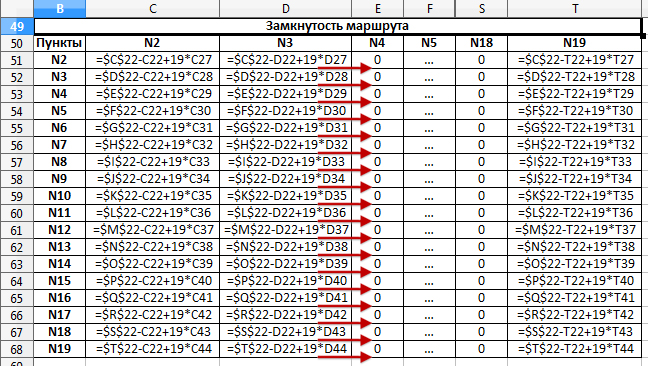 B C D E F S T
49 Замкнутость маршрута
50 Пункты N2 N3 N4 N5 N18 N19
51 N2 =$C$22-C22+19*C27 =$C$22-D22+19*D27 0 ... 0 =$C$22-T22+19*T27
52 N3 =$D$22-C22+19*C28 =$D$22-D22+19*D28 0 ... 0 =$D$22-T22+19*T28
53 N4 =$E$22-C22+19*C29 =$E$22-D22+19*D29 0 ... 0 =$E$22-T22+19*T29
54 N5 =$F$22-C22+19*C30 =$F$22-D22+19*D30 0 ... 0 =$F$22-T22+19*T30
55 N6 =$G$22-C22+19*C31 =$G$22-D22+19*D31 0 ... 0 =$G$22-T22+19*T31
56 N7 =$H$22-C22+19*C32 =$H$22-D22+19*D32 0 ... 0 =$H$22-T22+19*T32
57 N8 =$I$22-C22+19*C33 =$I$22-D22+19*D33 0 ... 0 =$I$22-T22+19*T33
58 N9 =$J$22-C22+19*C34 =$J$22-D22+19*D34 0 ... 0 =$J$22-T22+19*T34
59 N10 =$K$22-C22+19*C35 =$K$22-D22+19*D35 0 ... 0 =$K$22-T22+19*T35
60 N11 =$L$22-C22+19*C36 =$L$22-D22+19*D36 0 ... 0 =$L$22-T22+19*T36
61 N12 =$M$22-C22+19*C37 =$M$22-D22+19*D37 0 ... 0 =$M$22-T22+19*T37
62 N13 =$N$22-C22+19*C38 =$N$22-D22+19*D38 0 ... 0 =$N$22-T22+19*T38
63 N14 =$O$22-C22+19*C39 =$O$22-D22+19*D39 0 ... 0 =$O$22-T22+19*T39
64 N15 =$P$22-C22+19*C40 =$P$22-D22+19*D40 0 ... 0 =$P$22-T22+19*T40
65 N16 =$Q$22-C22+19*C41 =$Q$22-D22+19*D41 0 ... 0 =$Q$22-T22+19*T41
66 N17 =$R$22-C22+19*C42 =$R$22-D22+19*D42 0 ... 0 =$R$22-T22+19*T42
67 N18 =$S$22-C22+19*C43 =$S$22-D22+19*D43 0 ... 0 =$S$22-T22+19*T43
68 N19 =$T$22-C22+19*C44 =$T$22-D22+19*D44 0 ... 0 =$T$22-T22+19*T44